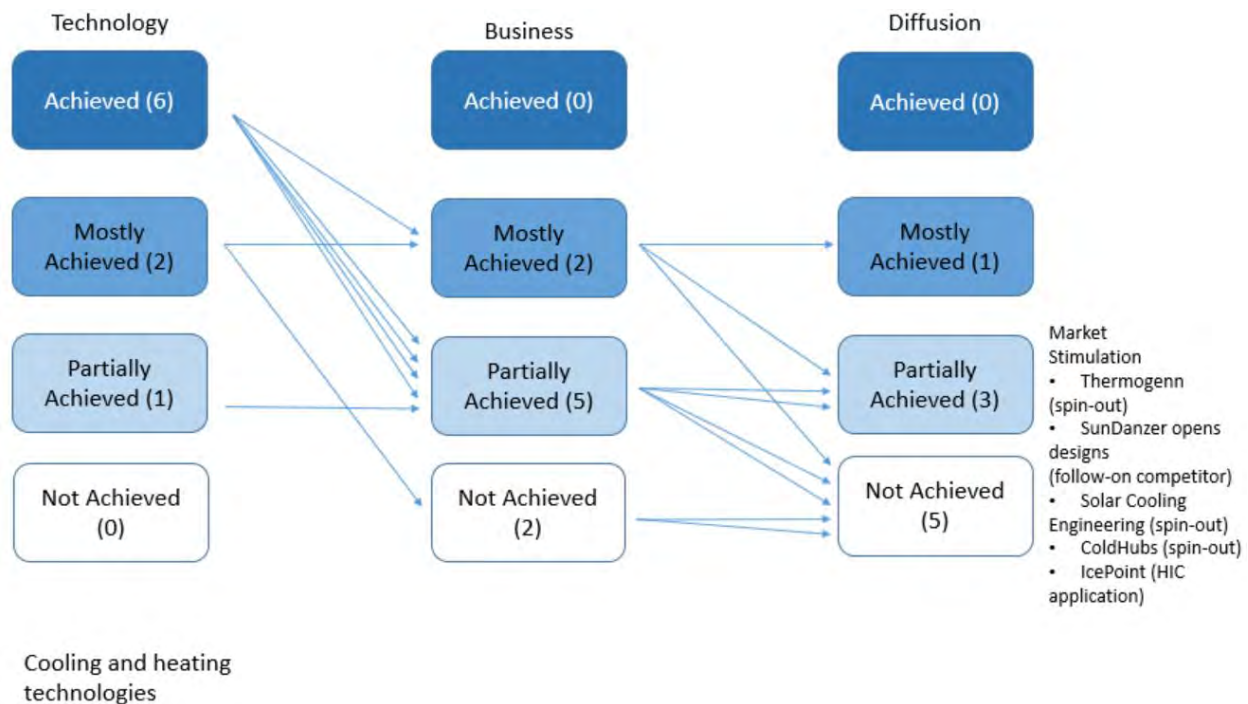 Technology
Business
Diffusion
Achieved (6)
Achieved (0)
Achieved (0)
Mostly
Achieved (2)
Mostly
Achieved (2)
Mostly
Achieved (1)
Partially
Achieved (1)
Partially
Achieved (5)
Partially
Achieved (3)
Not Achieved
(0)
Not Achieved
(2)
Not Achieved
(5)
Market
Stimulation
• Thermogenn
(spin-out)
• SunDanzer opens
designs
(follow-on competitor)
• Solar Cooling
Engineering (spin-out)
• ColdHubs (spin-out)
• IcePoint (HIC
application)
Cooling and heating
technologies